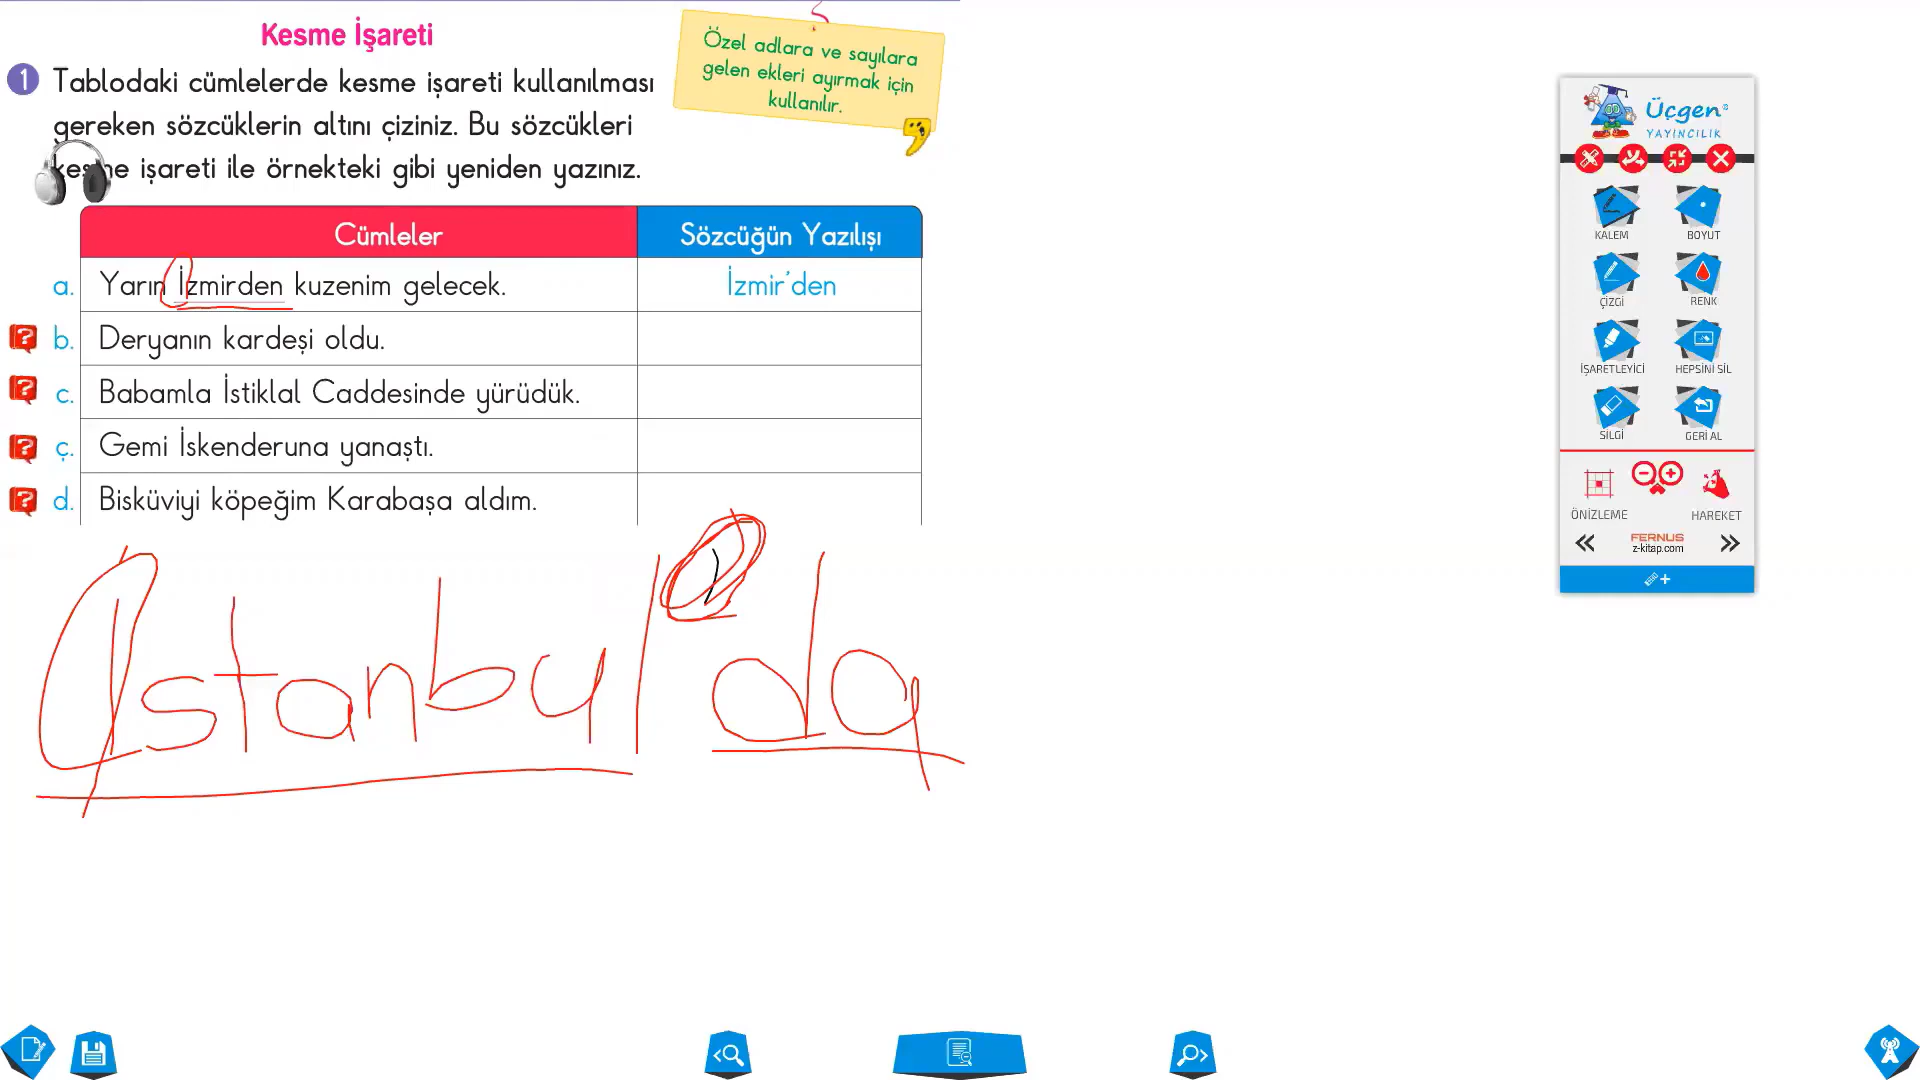 Kesme İşareti
Özel adlara ve sayılara
gelen ekleri ayırmak için
kullanılır.
1 Tablodaki cümlelerde kesme işareti kullanılması
gereken sözcüklerin altını çiziniz. Bu sözcükleri
kesme işareti ile örnekteki gibi yeniden yazınız.
Cümleler Sözcüğün Yazılışı
a. Yarın İzmirden kuzenim gelecek. İzmir'den
b. Deryanın kardeşi oldu.
c. Babamla İstiklal Caddesinde yürüdük.
ç. Gemi İskenderuna yanaştı.
d. Bisküviyi köpeğim Karabaşa aldım.
Istanbul'da
Üçgen®
YAYINCILIK
KALEM BOYUT
ÇİZGİ RENK
İŞARETLEYİCİ HEPSİNİ SİL
SİLGİ GERİ AL
ÖNİZLEME HAREKET
FERNUS
z-kitap.com